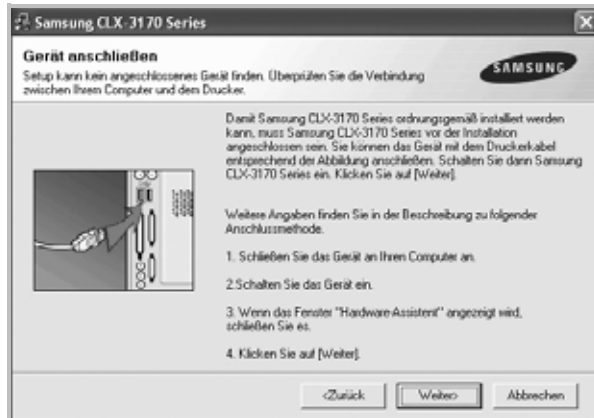 Samsung CLX-3170 Series
Gerät anschließen
Setup kann kein angeschlossenes Gerät finden. Überprüfen Sie die Verbindung
zwischen Ihrem Computer und dem Drucker.
SAMSUNG
Damit Samsung CLX-3170 Series ordnungsgemäß installiert werden
kann, muss Samsung CLX-3170 Series vor der Installation
angeschlossen sein. Sie können das Gerät mit dem Druckerkabel
entsprechend der Abbildung anschließen. Schalten Sie dann Samsung
CLX-3170 Series ein. Klicken Sie auf [Weiter].
Weitere Angaben finden Sie in der Beschreibung zu folgender
Anschlussmethode.
1. Schließen Sie das Gerät an Ihren Computer an.
2.Schalten Sie das Gerät ein.
3. Wenn das Fenster "Hardware-Assistent" angezeigt wird,
schließen Sie es.
4. Klicken Sie auf [Weiter].
<Zurück
Weiter>
Abbrechen